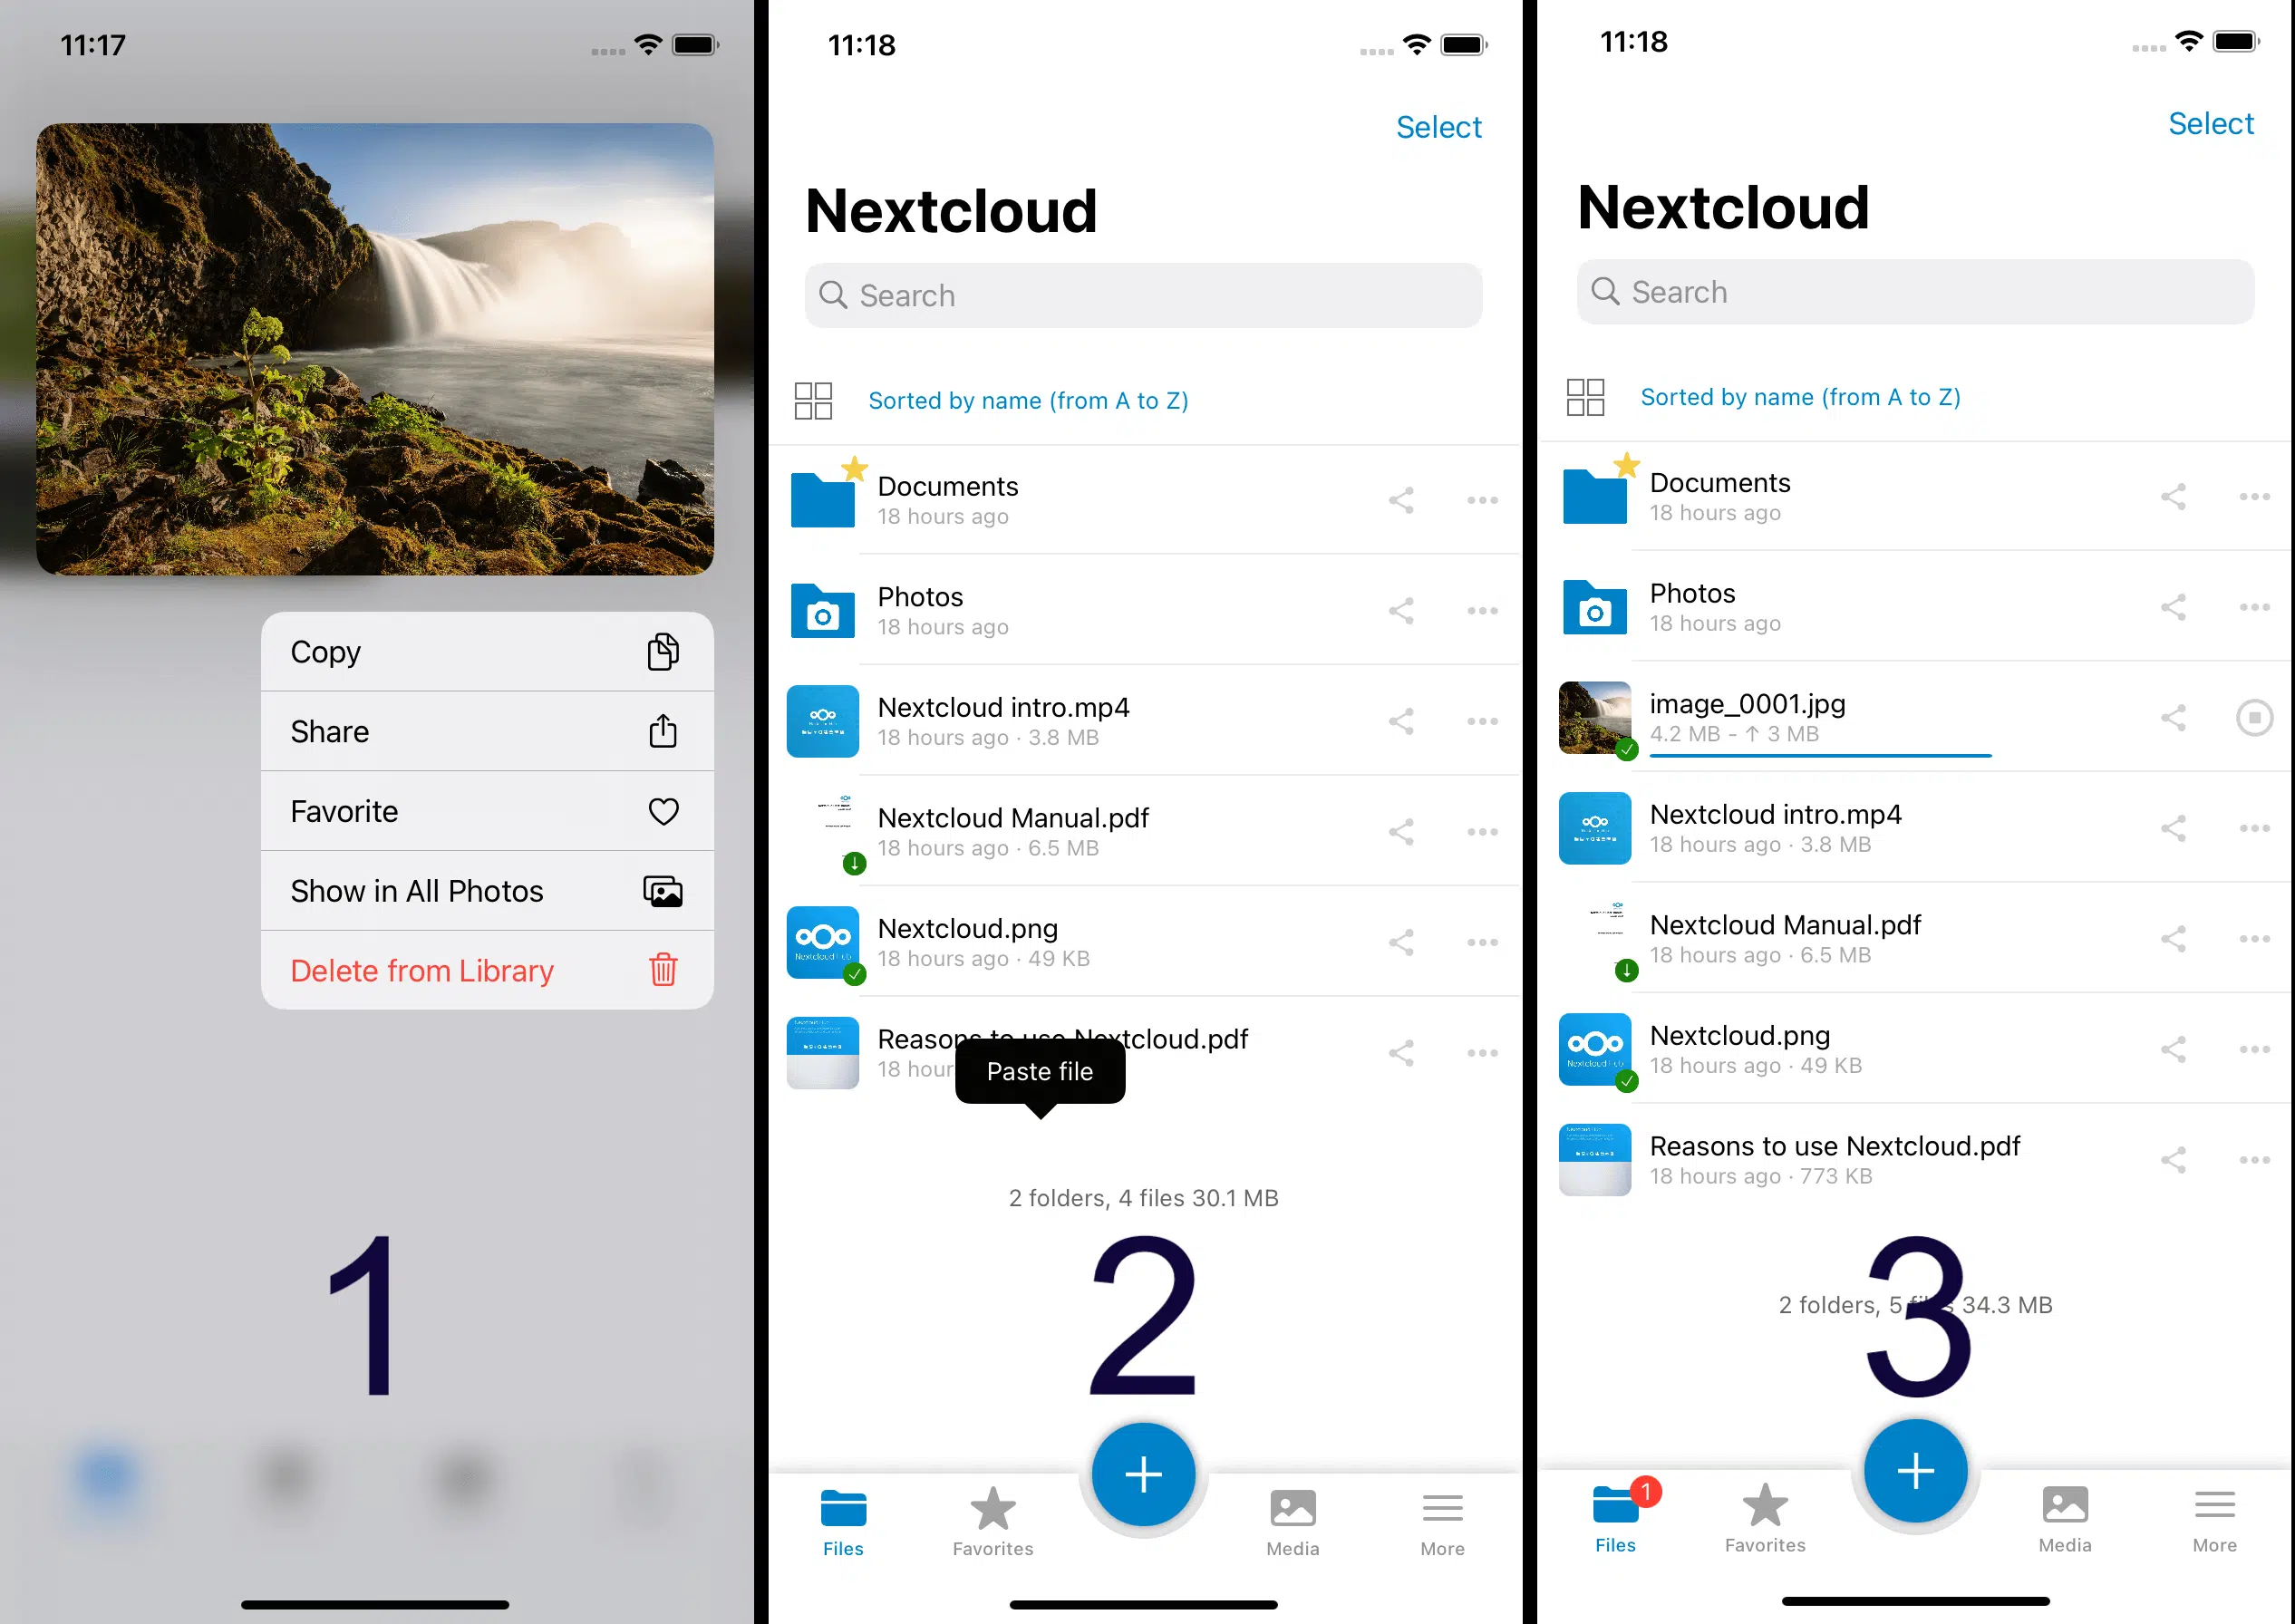 11:17
Copy
Share
Favorite
Show in All Photos
Delete from Library
1
11:18
Select
Nextcloud
Search
Sorted by name (from A to Z)
Documents
18 hours ago
Photos
18 hours ago
Nextcloud intro.mp4
18 hours ago · 3.8 MB
Nextcloud Manual.pdf
18 hours ago · 6.5 MB
Nextcloud.png
18 hours ago · 49 KB
Reasons to use Nextcloud.pdf
18 hour
Paste file
2 folders, 4 files 30.1 MB
2
Files
Favorites
Media
More
11:18
Select
Nextcloud
Search
Sorted by name (from A to Z)
Documents
18 hours ago
Photos
18 hours ago
image_0001.jpg
4.2 MB - ↑ 3 MB
Nextcloud intro.mp4
18 hours ago · 3.8 MB
Nextcloud Manual.pdf
18 hours ago · 6.5 MB
Nextcloud.png
18 hours ago · 49 KB
Reasons to use Nextcloud.pdf
18 hours ago · 773 KB
2 folders, 5 files 34.3 MB
3
1
Files
Favorites
Media
More